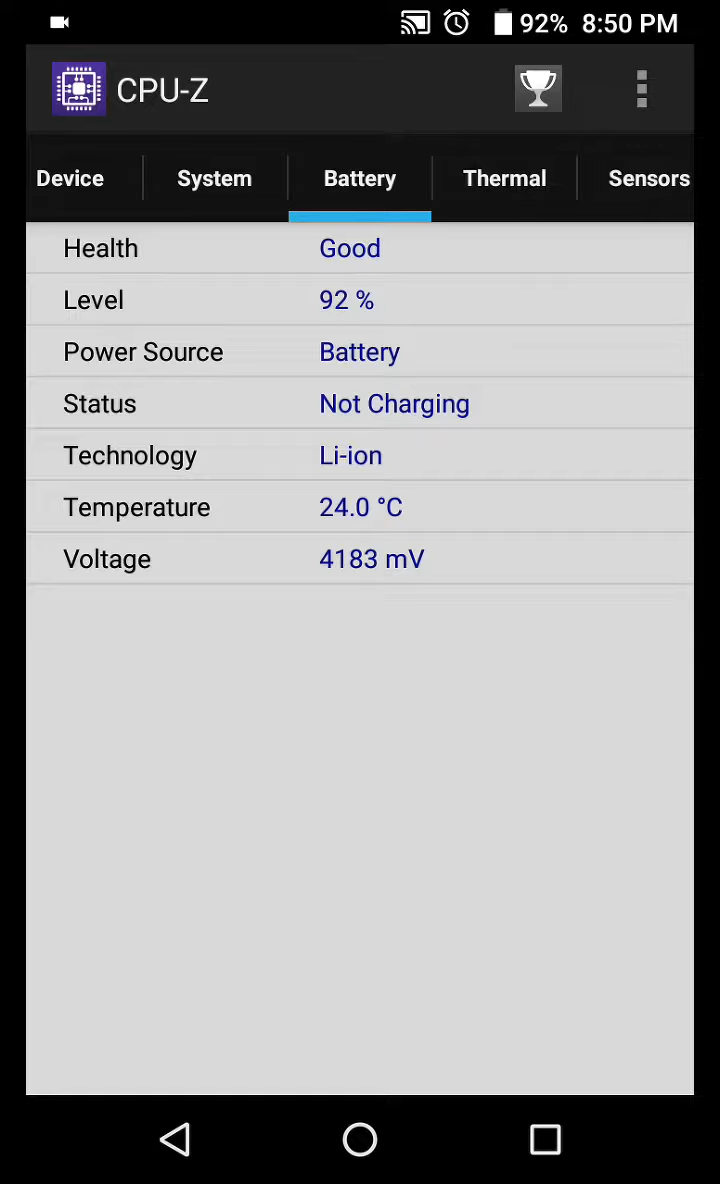 92% 8:50 PM
CPU-Z
Device System Battery Thermal Sensors
Health Good
Level 92 %
Power Source Battery
Status Not Charging
Technology Li-ion
Temperature 24.0 °C
Voltage 4183 mV